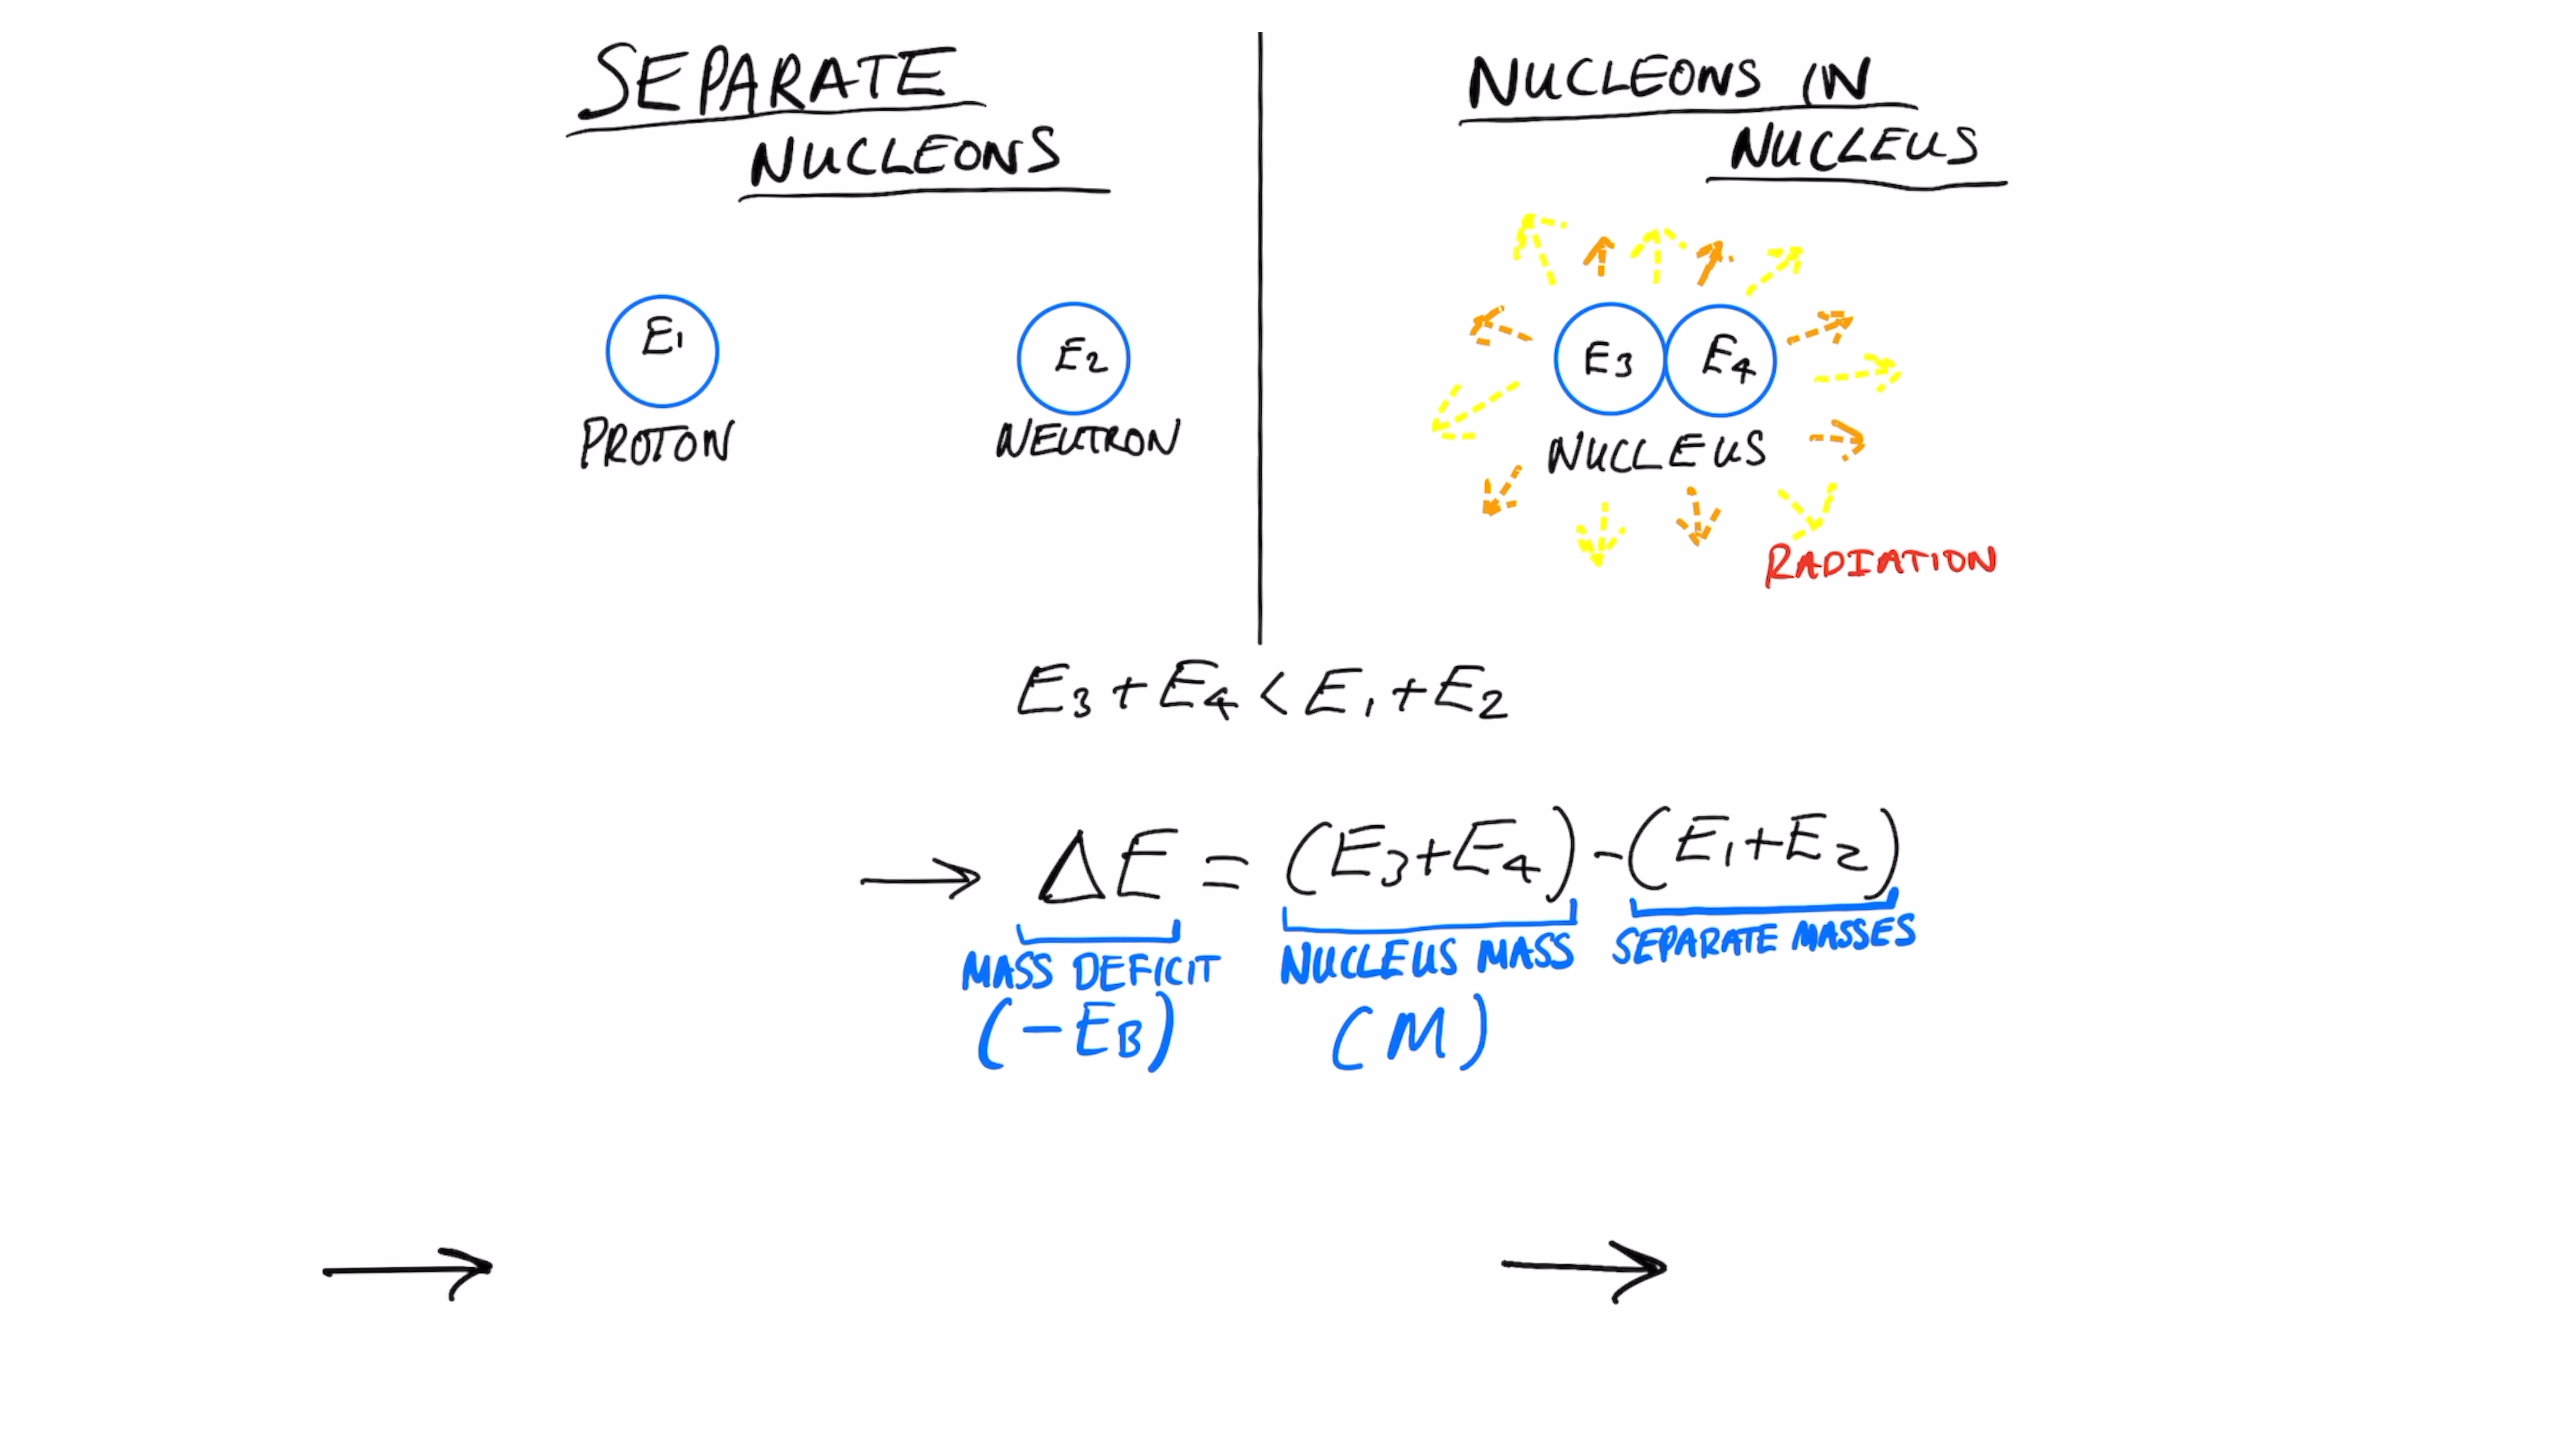 SEPARATE
NUCLEONS
NUCLEONS IN
NUCLEUS
E1
E2
PROTON
NEUTRON
E3
E4
NUCLEUS
RADIATION
E3 + E4 < E1 + E2
→ ΔE = (E3+E4) - (E1+E2)
MASS DEFICIT
NUCLEUS MASS
SEPARATE MASSES
(-EB)
(M)
→
→